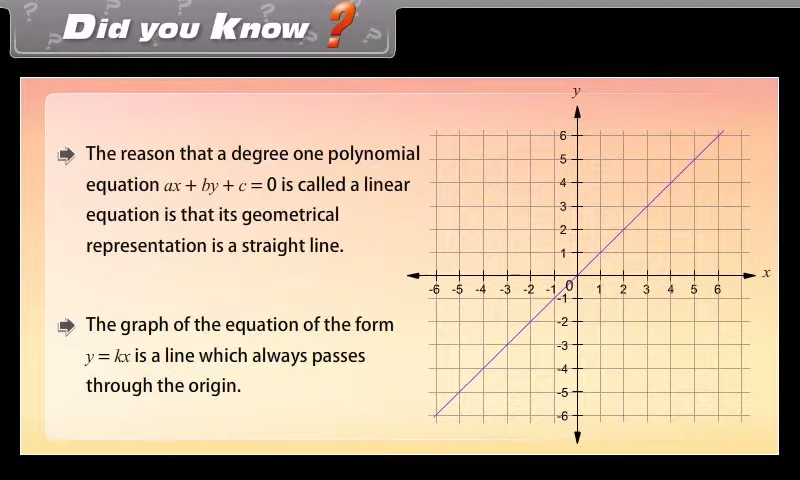 Did you Know ?
The reason that a degree one polynomial
equation ax + by + c = 0 is called a linear
equation is that its geometrical
representation is a straight line.
The graph of the equation of the form
y = kx is a line which always passes
through the origin.
y
6
5
4
3
2
1
-6 -5 -4 -3 -2 -1 0 1 2 3 4 5 6 x
-1
-2
-3
-4
-5
-6